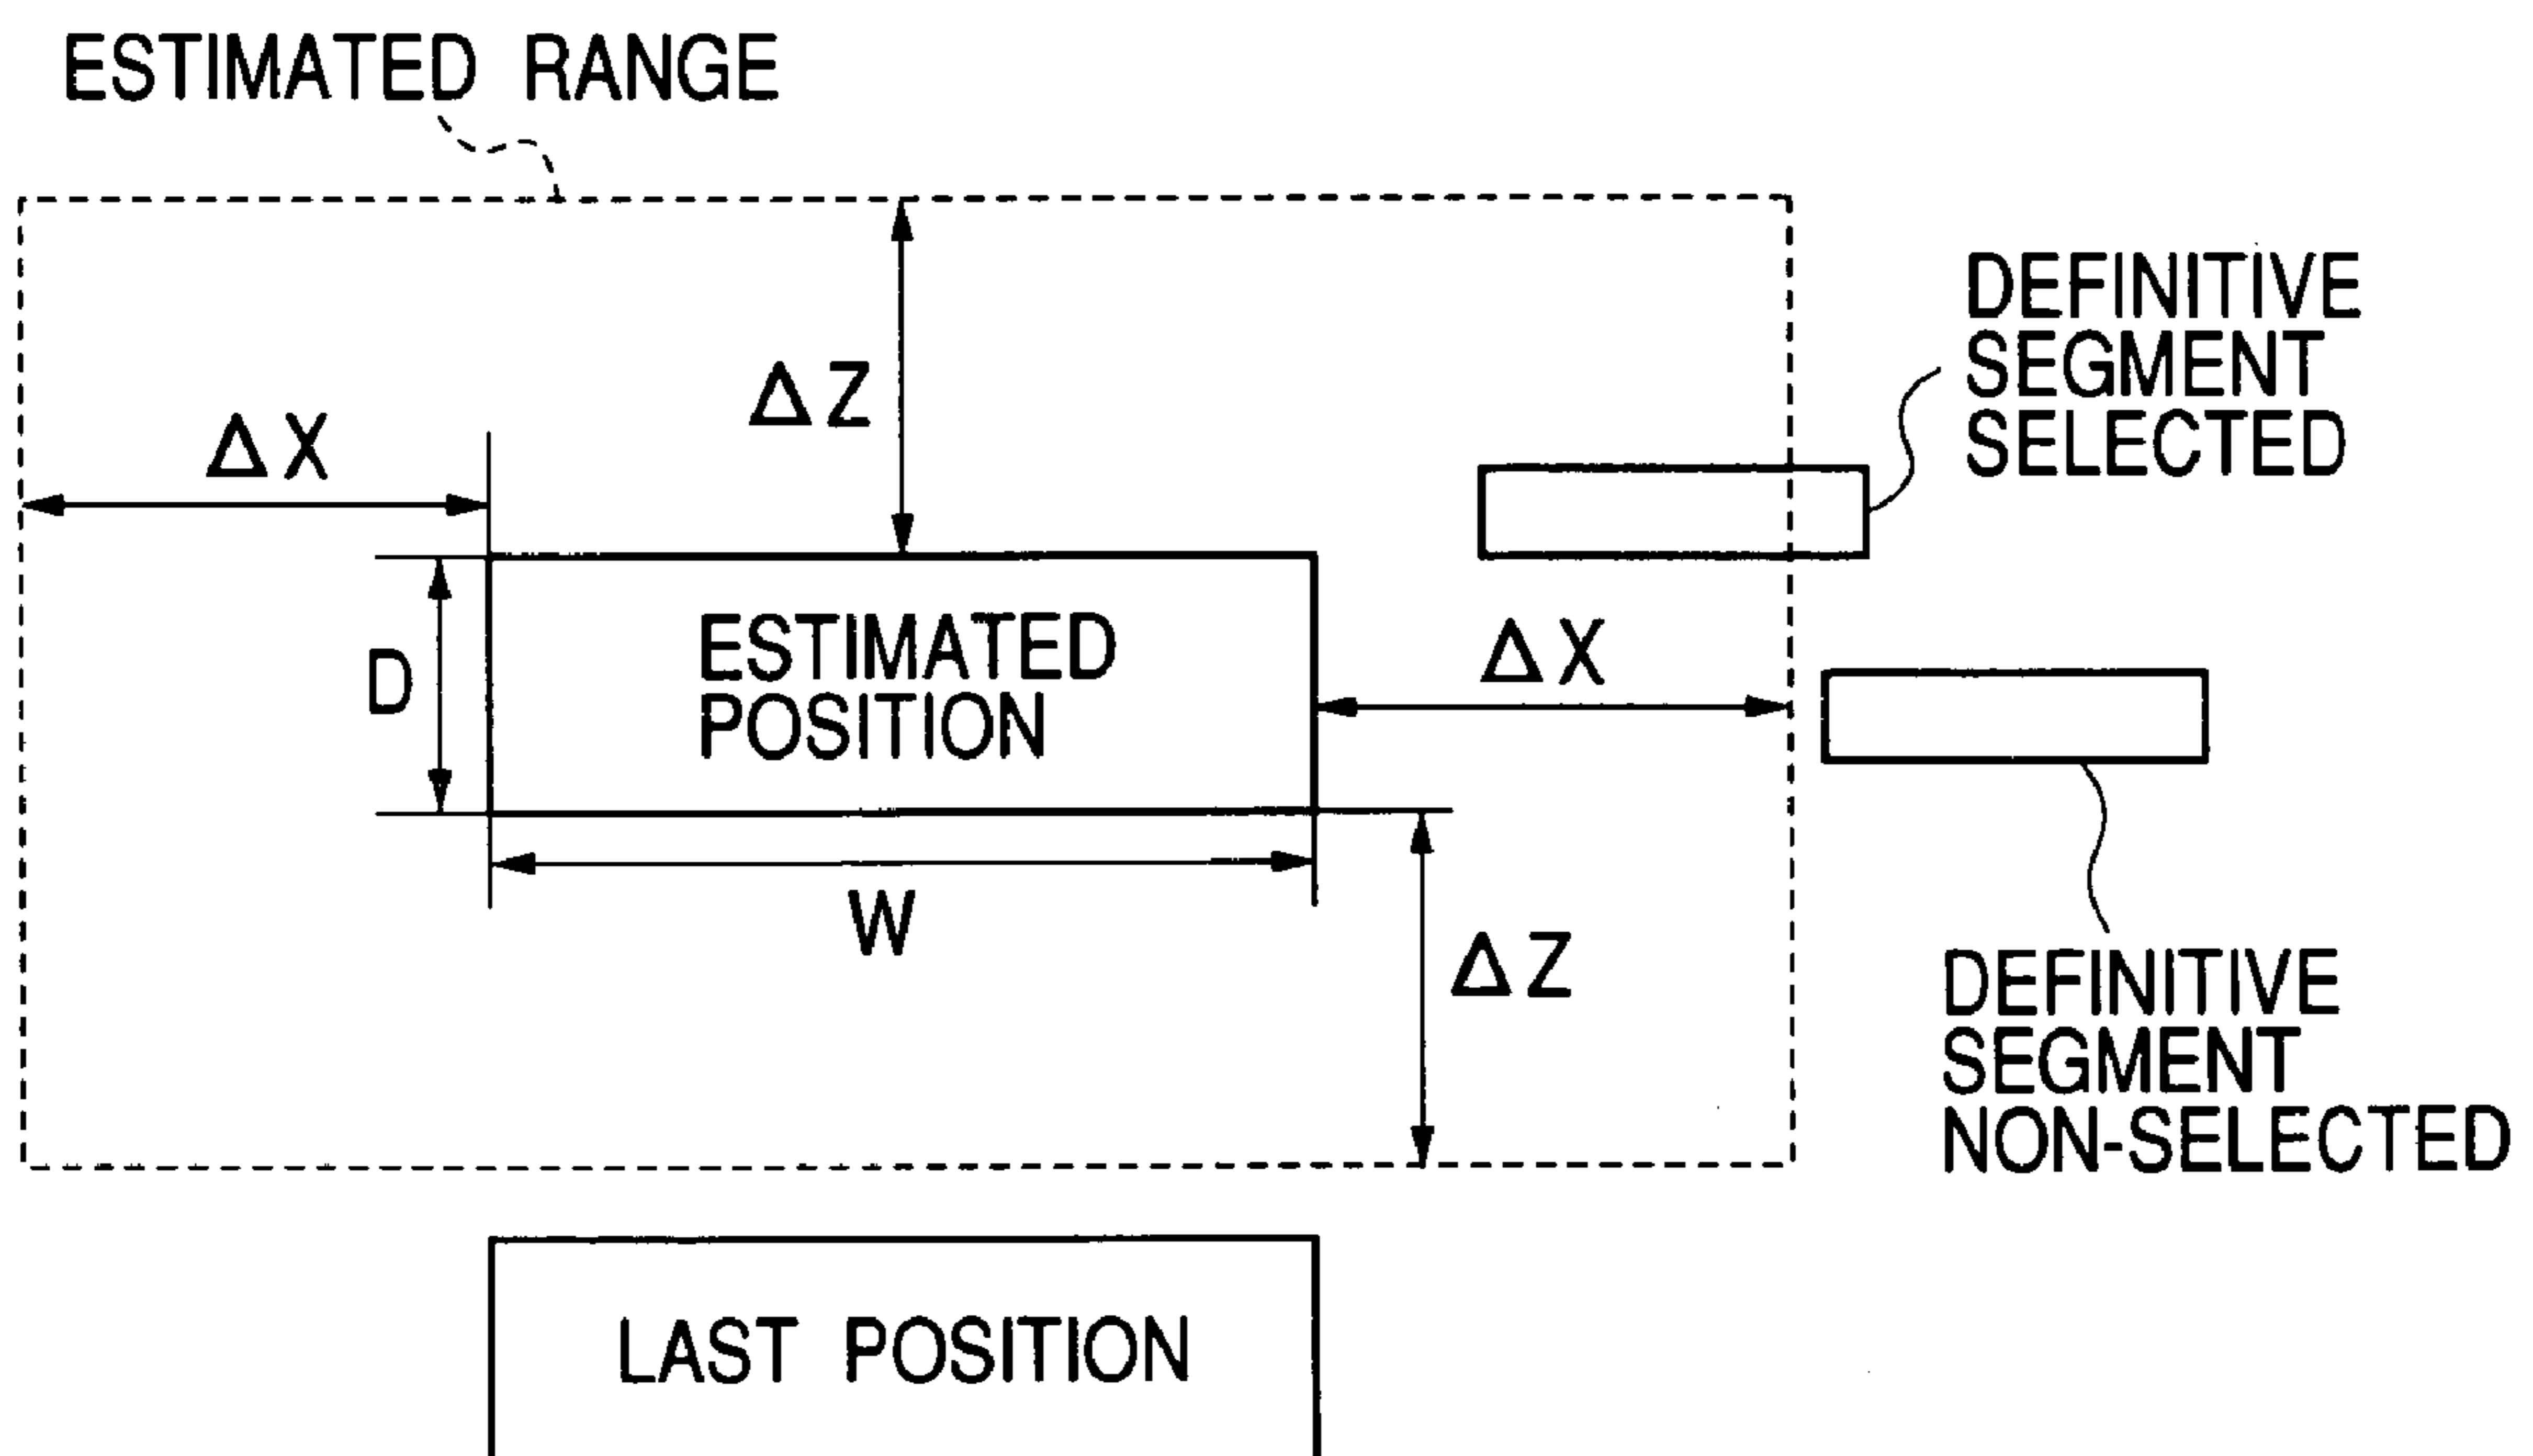 ESTIMATED RANGE
ΔZ
ΔX
DEFINITIVE
SEGMENT
SELECTED
D
ESTIMATED
POSITION
ΔX
W
ΔZ
DEFINITIVE
SEGMENT
NON-SELECTED
LAST POSITION